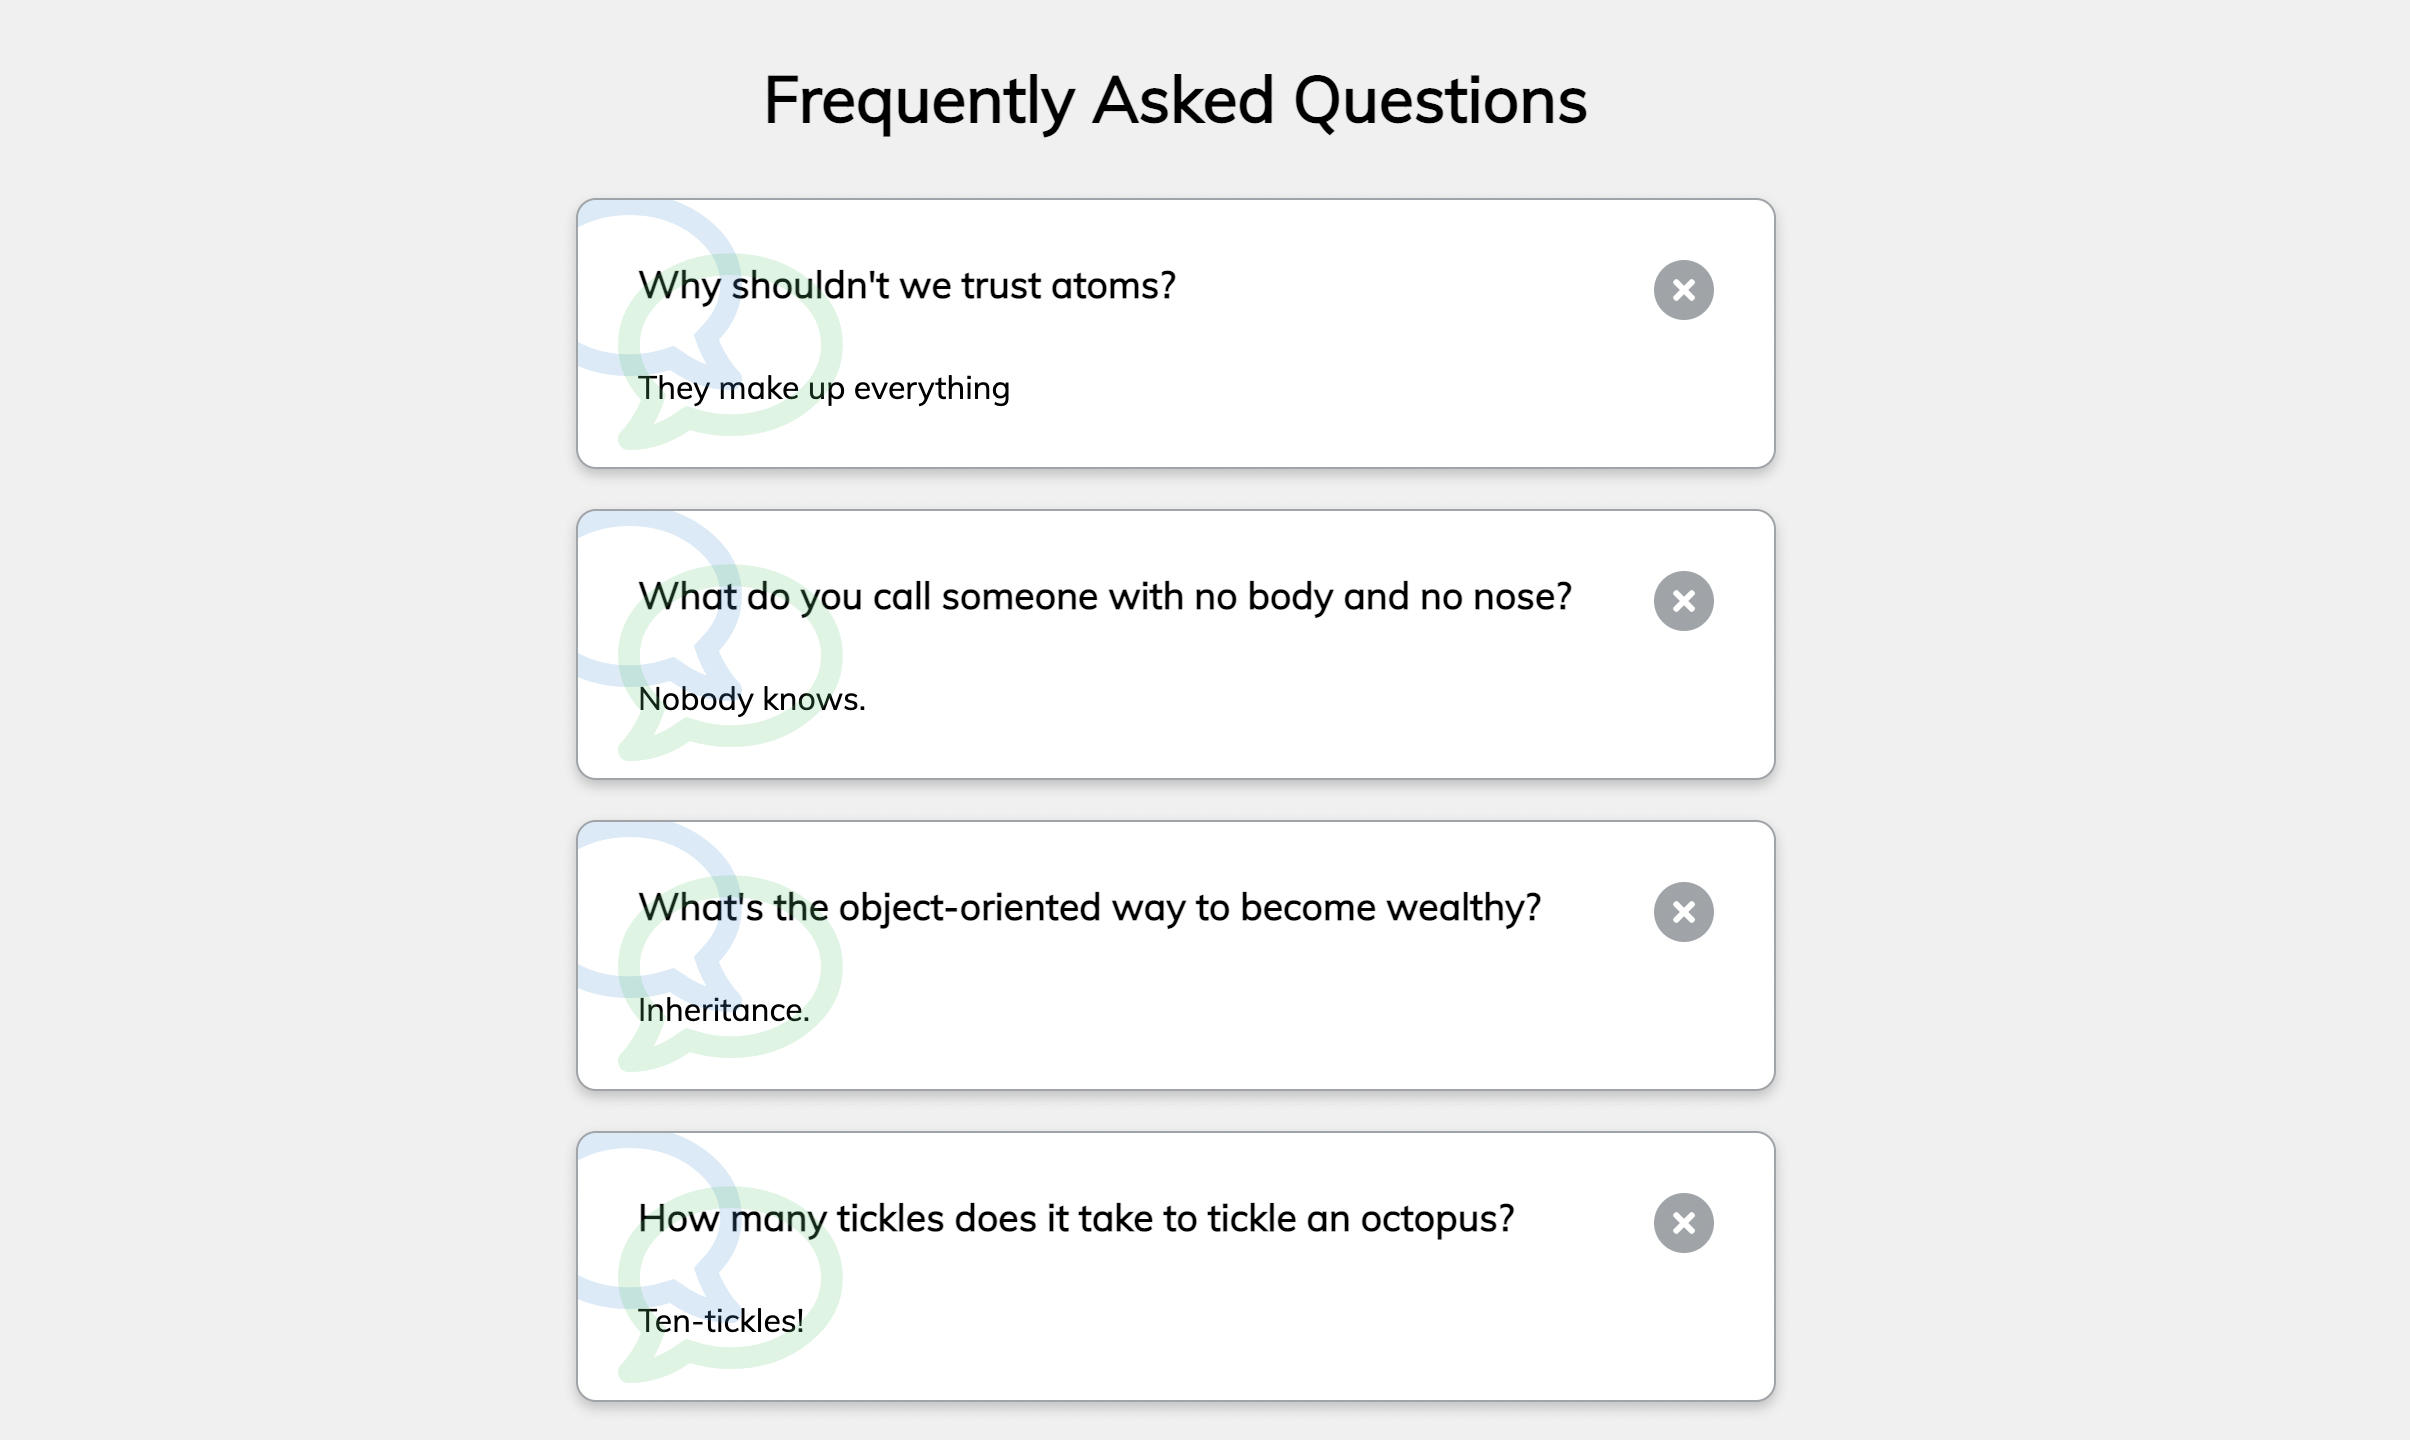 Frequently Asked Questions
Why shouldn't we trust atoms?
They make up everything
What do you call someone with no body and no nose?
Nobody knows.
What's the object-oriented way to become wealthy?
Inheritance.
How many tickles does it take to tickle an octopus?
Ten-tickles!